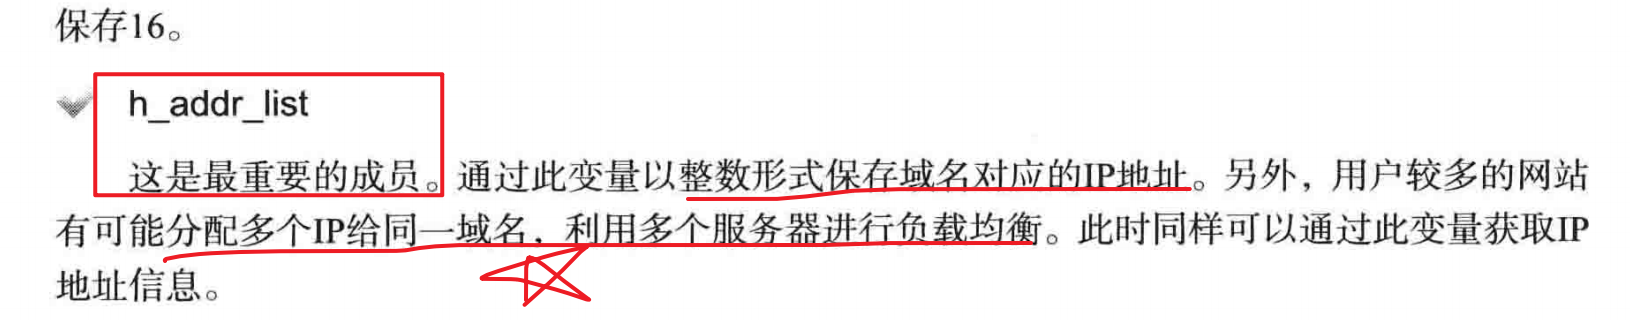 保存16。
h_addr_list
这是最重要的成员。通过此变量以整数形式保存域名对应的IP地址。另外，用户较多的网站
有可能分配多个IP给同一域名，利用多个服务器进行负载均衡。此时同样可以通过此变量获取IP
地址信息。